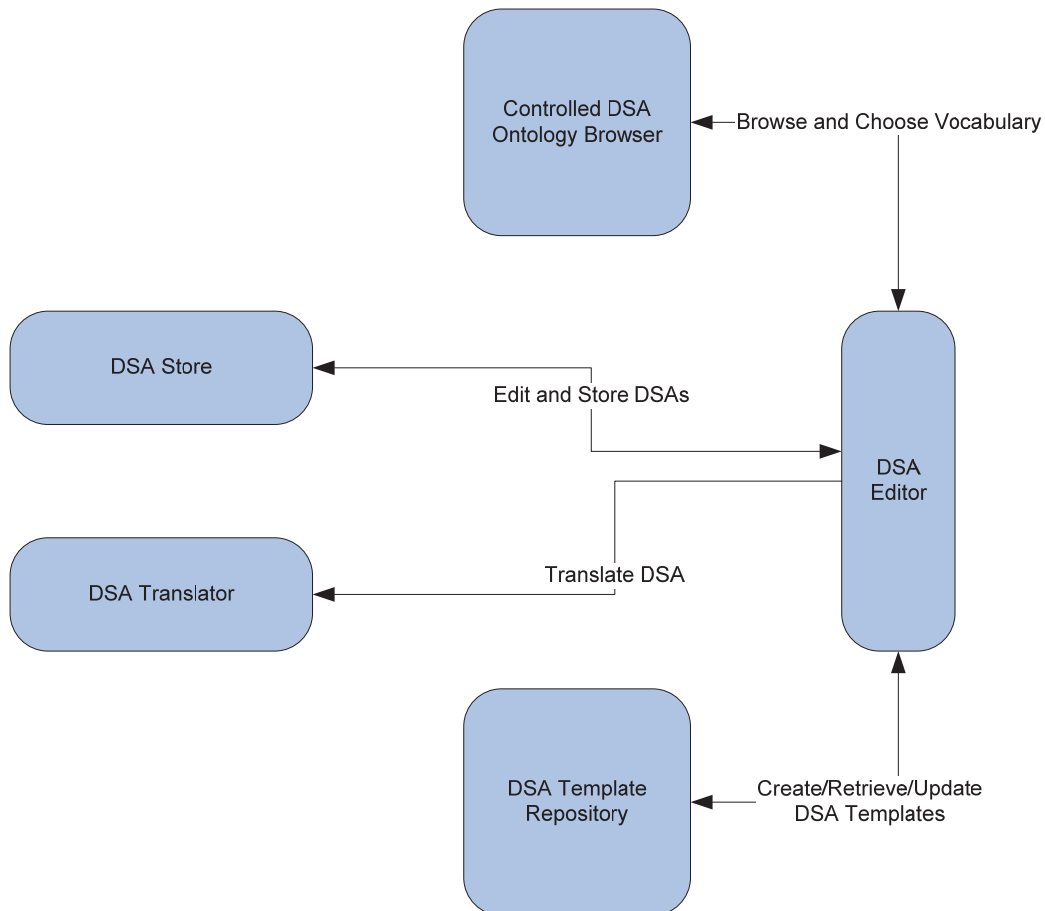 Controlled DSA
Ontology Browser
Browse and Choose Vocabulary
DSA Store
Edit and Store DSAs
DSA
Editor
DSA Translator
Translate DSA
DSA Template
Repository
Create/Retrieve/Update
DSA Templates